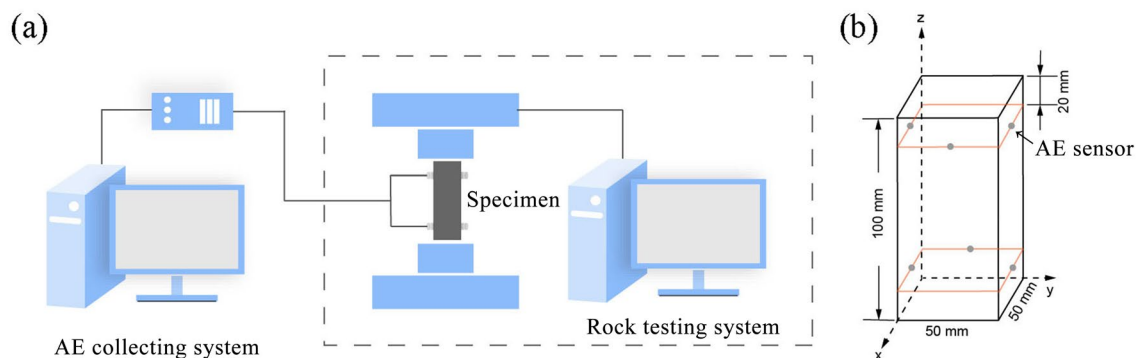 (a)
AE collecting system
Specimen
Rock testing system
(b)
z
20 mm
AE sensor
100 mm
y
50 mm
50 mm
x